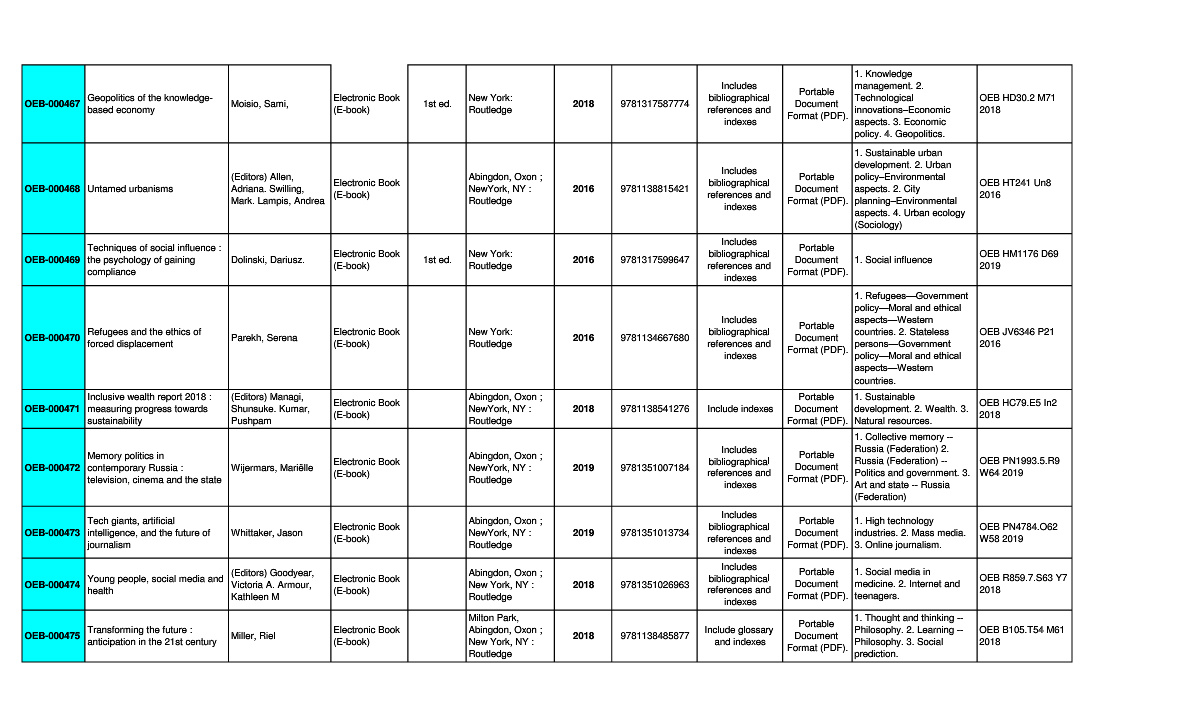 OEB-000467
Geopolitics of the knowledge-
based economy
Moisio, Sami,
Electronic Book
(E-book)
1st ed.
New York:
Routledge
2018
9781317587774
Includes
bibliographical
references and
indexes
Portable
Document
Format (PDF).
1. Knowledge
management. 2.
Technological
innovations–Economic
aspects. 3. Economic
policy. 4. Geopolitics.
OEB HD30.2 M71
2018
OEB-000468
Untamed urbanisms
(Editors) Allen,
Adriana. Swilling,
Mark. Lampis, Andrea
Electronic Book
(E-book)
Abingdon, Oxon ;
NewYork, NY :
Routledge
2016
9781138815421
Includes
bibliographical
references and
indexes
Portable
Document
Format (PDF).
1. Sustainable urban
development. 2. Urban
policy–Environmental
aspects. 2. City
planning–Environmental
aspects. 4. Urban ecology
(Sociology)
OEB HT241 Un8
2016
OEB-000469
Techniques of social influence :
the psychology of gaining
compliance
Dolinski, Dariusz.
Electronic Book
(E-book)
1st ed.
New York:
Routledge
2016
9781317599647
Includes
bibliographical
references and
indexes
Portable
Document
Format (PDF).
1. Social influence
OEB HM1176 D69
2019
OEB-000470
Refugees and the ethics of
forced displacement
Parekh, Serena
Electronic Book
(E-book)
New York:
Routledge
2016
9781134667680
Includes
bibliographical
references and
indexes
Portable
Document
Format (PDF).
1. Refugees—Government
policy—Moral and ethical
aspects—Western
countries. 2. Stateless
persons—Government
policy—Moral and ethical
aspects—Western
countries.
OEB JV6346 P21
2016
OEB-000471
Inclusive wealth report 2018 :
measuring progress towards
sustainability
(Editors) Managi,
Shunsuke. Kumar,
Pushpam
Electronic Book
(E-book)
Abingdon, Oxon ;
NewYork, NY :
Routledge
2018
9781138541276
Include indexes
Portable
Document
Format (PDF).
1. Sustainable
development. 2. Wealth. 3.
Natural resources.
OEB HC79.E5 In2
2018
OEB-000472
Memory politics in
contemporary Russia :
television, cinema and the state
Wijermars, Mariëlle
Electronic Book
(E-book)
Abingdon, Oxon ;
NewYork, NY :
Routledge
2019
9781351007184
Includes
bibliographical
references and
indexes
Portable
Document
Format (PDF).
1. Collective memory --
Russia (Federation) 2.
Russia (Federation) --
Politics and government. 3.
Art and state -- Russia
(Federation)
OEB PN1993.5.R9
W64 2019
OEB-000473
Tech giants, artificial
intelligence, and the future of
journalism
Whittaker, Jason
Electronic Book
(E-book)
Abingdon, Oxon ;
NewYork, NY :
Routledge
2019
9781351013734
Includes
bibliographical
references and
indexes
Portable
Document
Format (PDF).
1. High technology
industries. 2. Mass media.
3. Online journalism.
OEB PN4784.O62
W58 2019
OEB-000474
Young people, social media and
health
(Editors) Goodyear,
Victoria A. Armour,
Kathleen M
Electronic Book
(E-book)
Abingdon, Oxon ;
New York, NY :
Routledge
2018
9781351026963
Includes
bibliographical
references and
indexes
Portable
Document
Format (PDF).
1. Social media in
medicine. 2. Internet and
teenagers.
OEB R859.7.S63 Y7
2018
OEB-000475
Transforming the future :
anticipation in the 21st century
Miller, Riel
Electronic Book
(E-book)
Milton Park,
Abingdon, Oxon ;
New York, NY :
Routledge
2018
9781138485877
Include glossary
and indexes
Portable
Document
Format (PDF).
1. Thought and thinking --
Philosophy. 2. Learning --
Philosophy. 3. Social
prediction.
OEB B105.T54 M61
2018